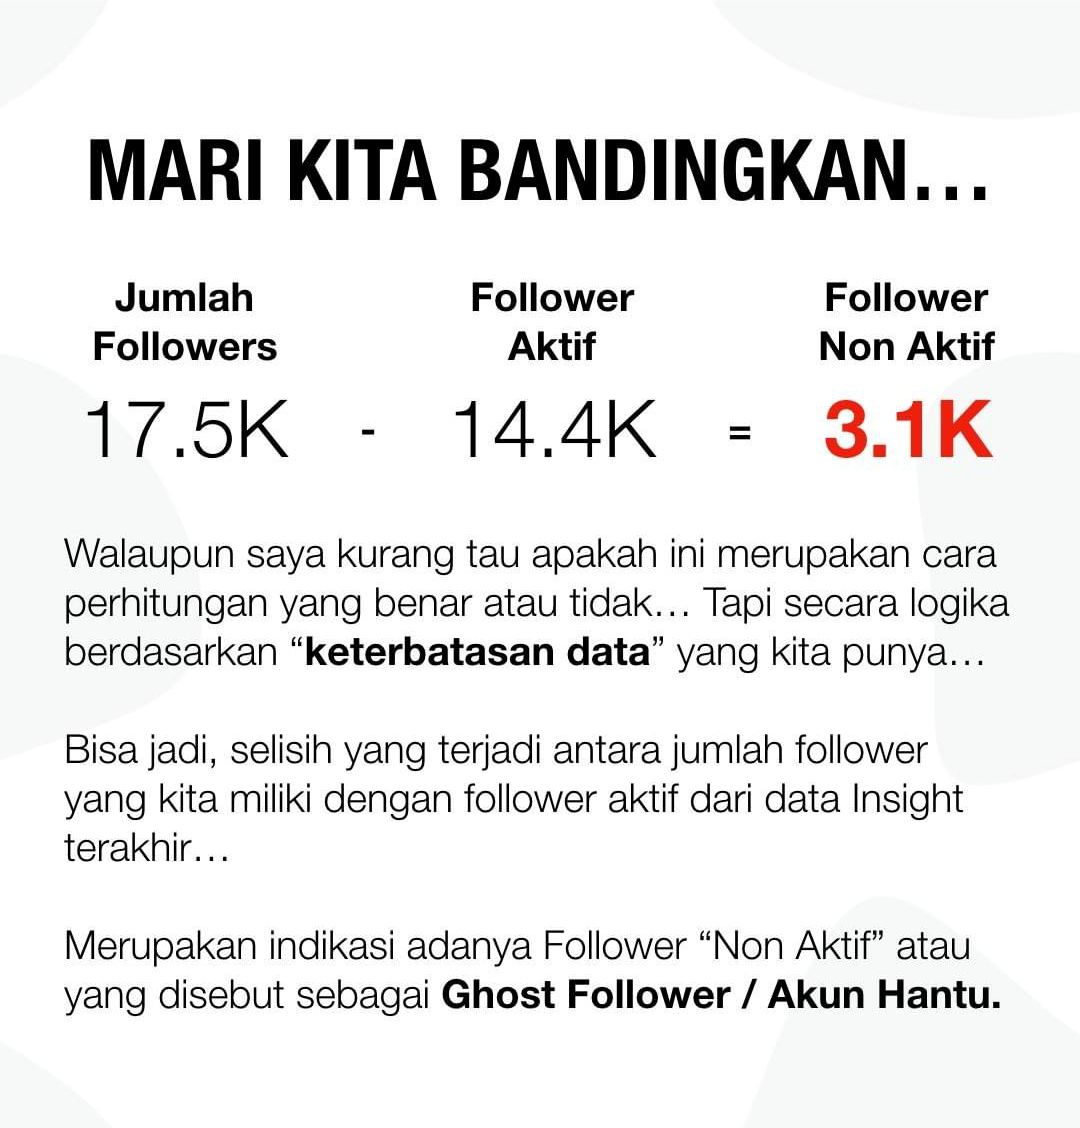 MARI KITA BANDINGKAN...
Jumlah Followers
17.5K
-
Follower Aktif
14.4K
=
Follower Non Aktif
3.1K
Walaupun saya kurang tau apakah ini merupakan cara
perhitungan yang benar atau tidak... Tapi secara logika
berdasarkan “keterbatasan data” yang kita punya...
Bisa jadi, selisih yang terjadi antara jumlah follower
yang kita miliki dengan follower aktif dari data Insight
terakhir...
Merupakan indikasi adanya Follower “Non Aktif” atau
yang disebut sebagai Ghost Follower / Akun Hantu.